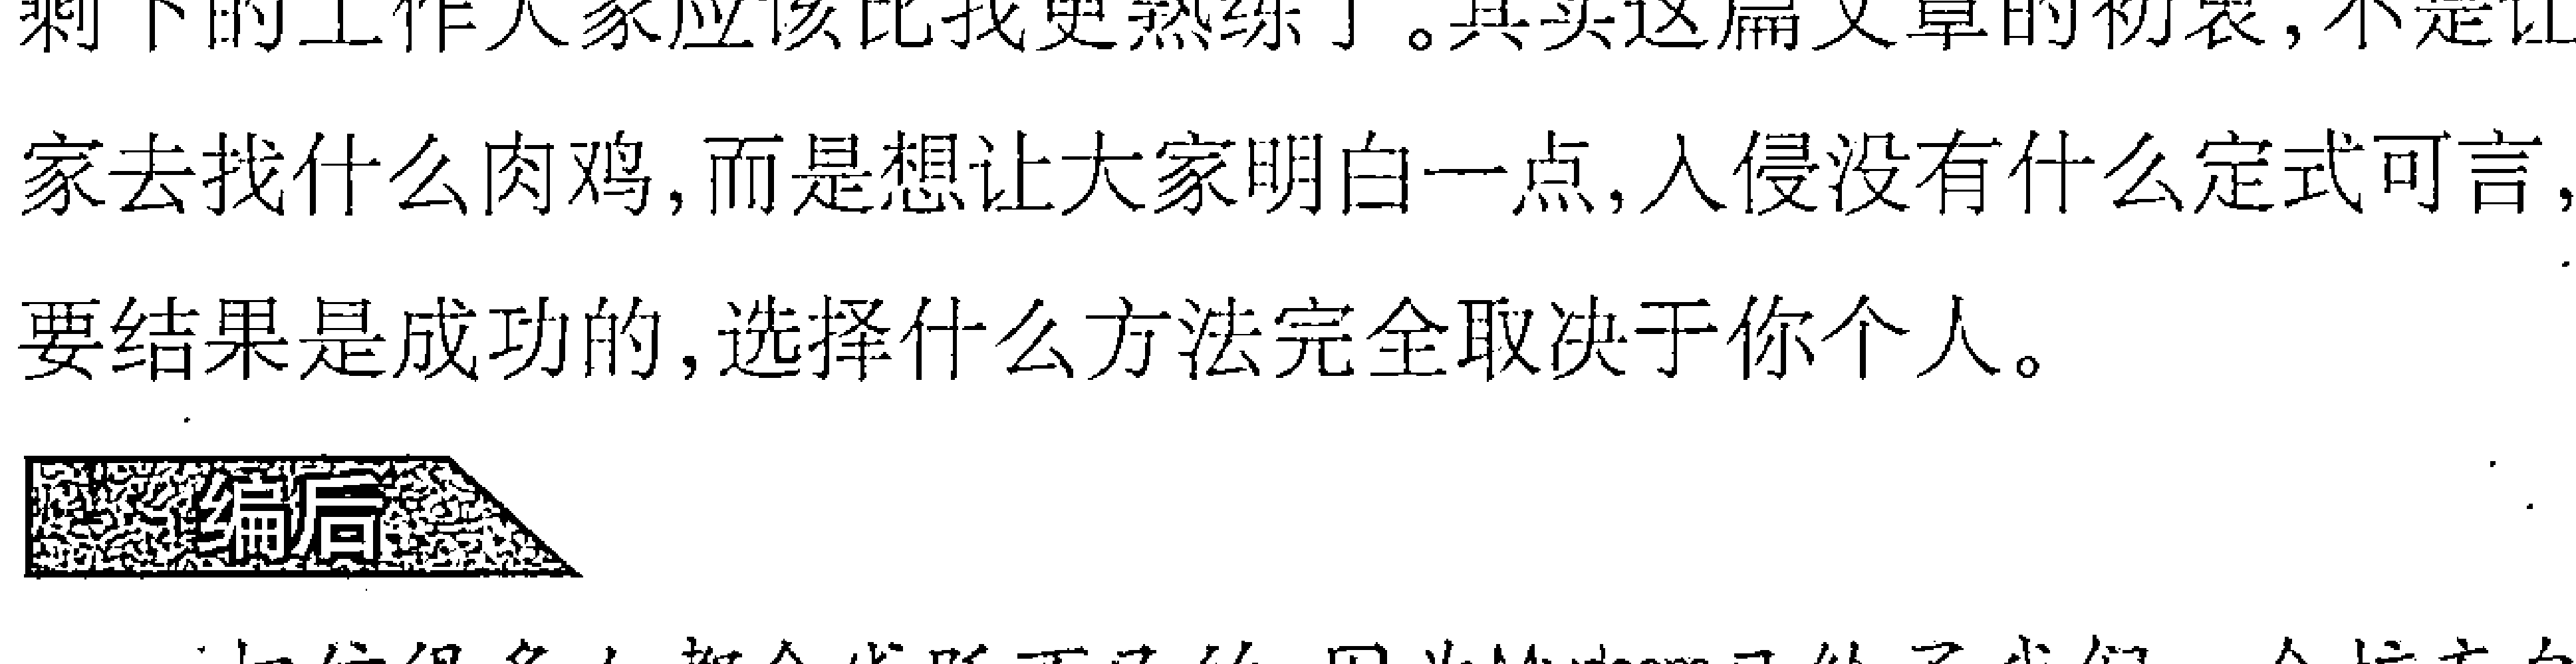 剩下的工作大家应该比我更熟练了。其实这篇文章的初衷,不是让
家去找什么肉鸡,而是想让大家明白一点,入侵没有什么定式可言,
要结果是成功的,选择什么方法完全取决于你个人。
编后